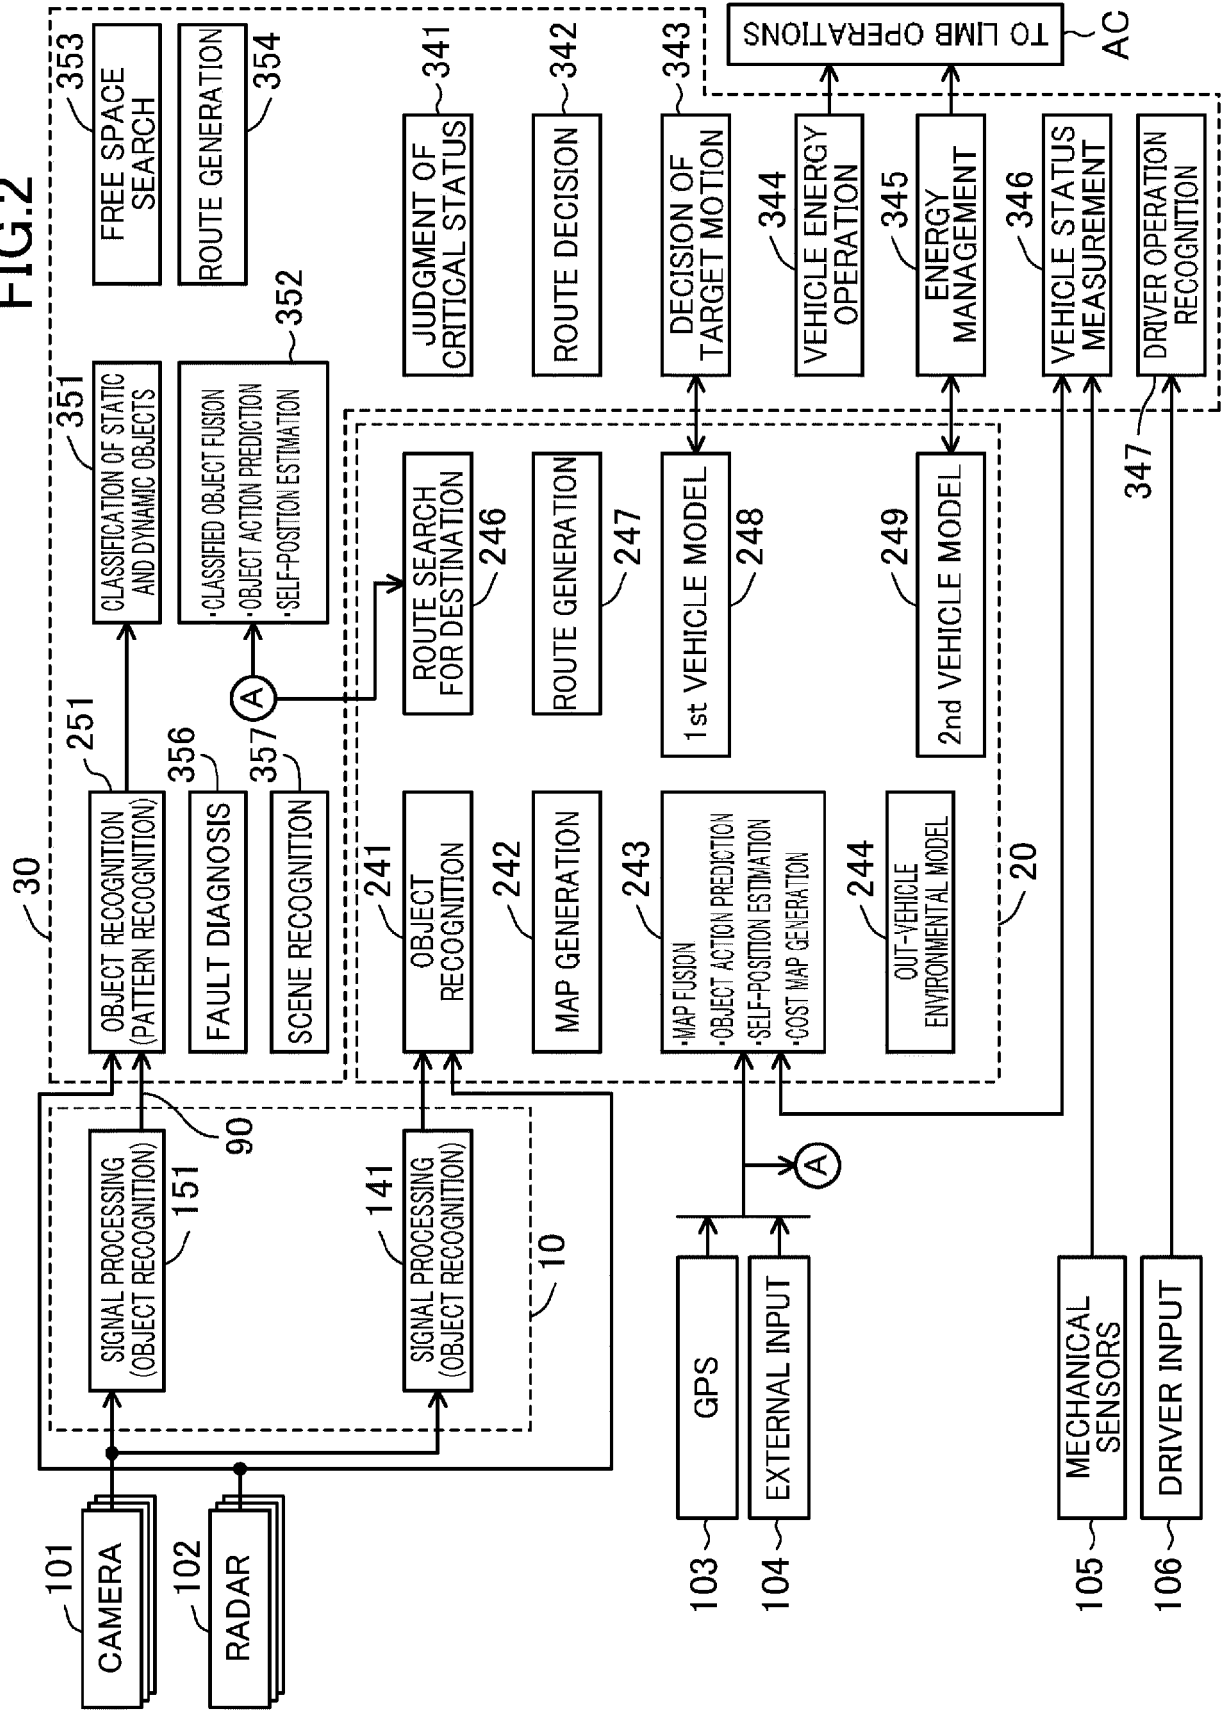 FIG.2
30
251
OBJECT RECOGNITION
(PATTERN RECOGNITION)
351
CLASSIFICATION OF STATIC
AND DYNAMIC OBJECTS
353
FREE SPACE
SEARCH
354
ROUTE GENERATION
356
FAULT DIAGNOSIS
357
SCENE RECOGNITION
A
352
·CLASSIFIED OBJECT FUSION
·OBJECT ACTION PREDICTION
·SELF-POSITION ESTIMATION
101
CAMERA
102
RADAR
SIGNAL PROCESSING
(OBJECT RECOGNITION)
151
90
141
SIGNAL PROCESSING
(OBJECT RECOGNITION)
10
241
OBJECT
RECOGNITION
242
MAP GENERATION
243
·MAP FUSION
·OBJECT ACTION PREDICTION
·SELF-POSITION ESTIMATION
·COST MAP GENERATION
244
OUT-VEHICLE
ENVIRONMENTAL MODEL
20
ROUTE SEARCH
FOR DESTINATION
246
ROUTE GENERATION
247
1st VEHICLE MODEL
248
249
2nd VEHICLE MODEL
341
JUDGMENT OF
CRITICAL STATUS
342
ROUTE DECISION
343
DECISION OF
TARGET MOTION
344
VEHICLE ENERGY
OPERATION
345
ENERGY
MANAGEMENT
346
VEHICLE STATUS
MEASUREMENT
347
DRIVER OPERATION
RECOGNITION
TO LIMB OPERATIONS
AC
A
103
GPS
104
EXTERNAL INPUT
105
MECHANICAL
SENSORS
106
DRIVER INPUT